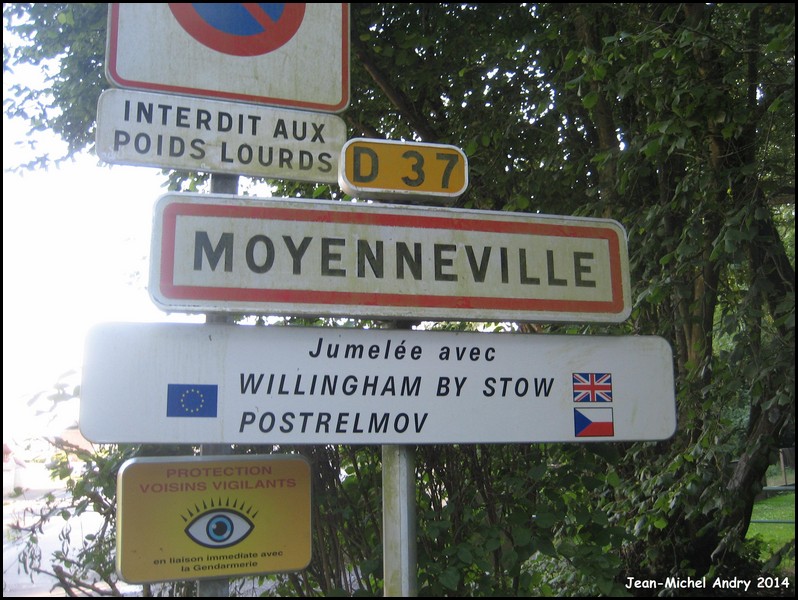 INTERDIT AUX
POIDS LOURDS
D 37
MOYENNEVILLE
Jumelée avec
WILLINGHAM BY STOW
POSTRELMOV
PROTECTION
VOISINS VIGILANTS
en liaison immediate avec
la Gendarmerie
Jean-Michel Andry 2014